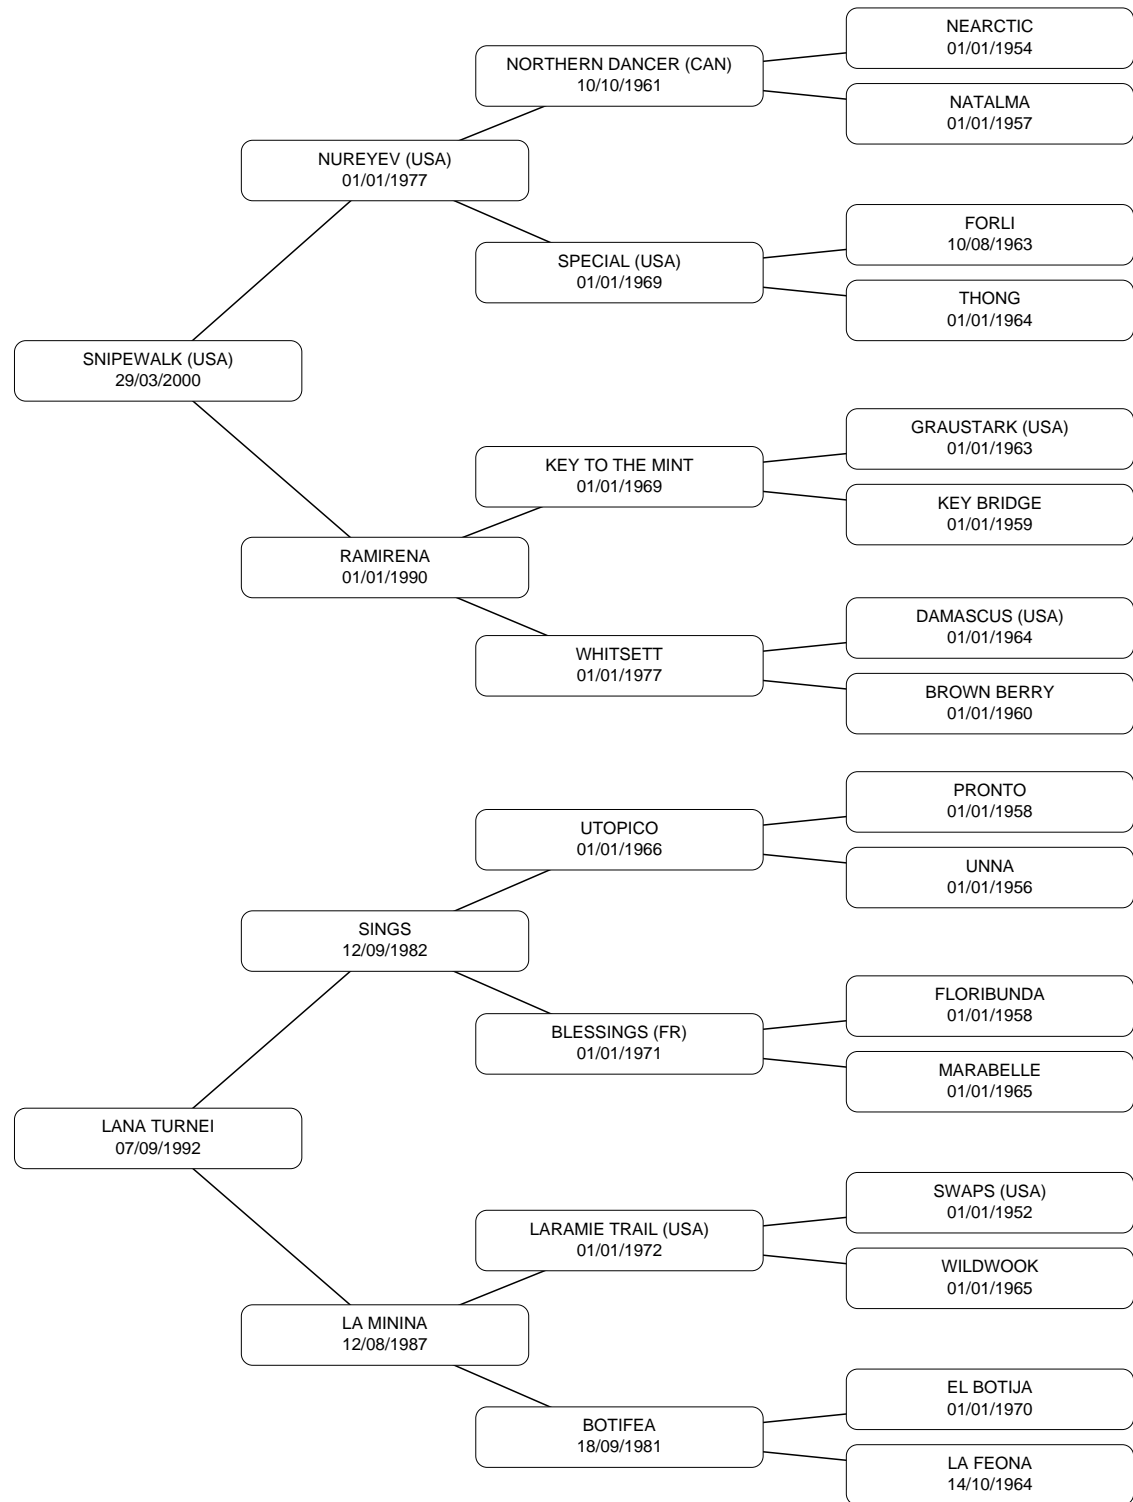 NEARCTIC
01/01/1954
NORTHERN DANCER (CAN)
10/10/1961
NATALMA
01/01/1957
NUREYEV (USA)
01/01/1977
FORLI
10/08/1963
SPECIAL (USA)
01/01/1969
THONG
01/01/1964
SNIPEWALK (USA)
29/03/2000
GRAUSTARK (USA)
01/01/1963
KEY TO THE MINT
01/01/1969
KEY BRIDGE
01/01/1959
RAMIRENA
01/01/1990
DAMASCUS (USA)
01/01/1964
WHITSETT
01/01/1977
BROWN BERRY
01/01/1960
PRONTO
01/01/1958
UTOPICO
01/01/1966
UNNA
01/01/1956
SINGS
12/09/1982
FLORIBUNDA
01/01/1958
BLESSINGS (FR)
01/01/1971
MARABELLE
01/01/1965
LANA TURNEI
07/09/1992
SWAPS (USA)
01/01/1952
LARAMIE TRAIL (USA)
01/01/1972
WILDWOOK
01/01/1965
LA MININA
12/08/1987
EL BOTIJA
01/01/1970
BOTIFEA
18/09/1981
LA FEONA
14/10/1964